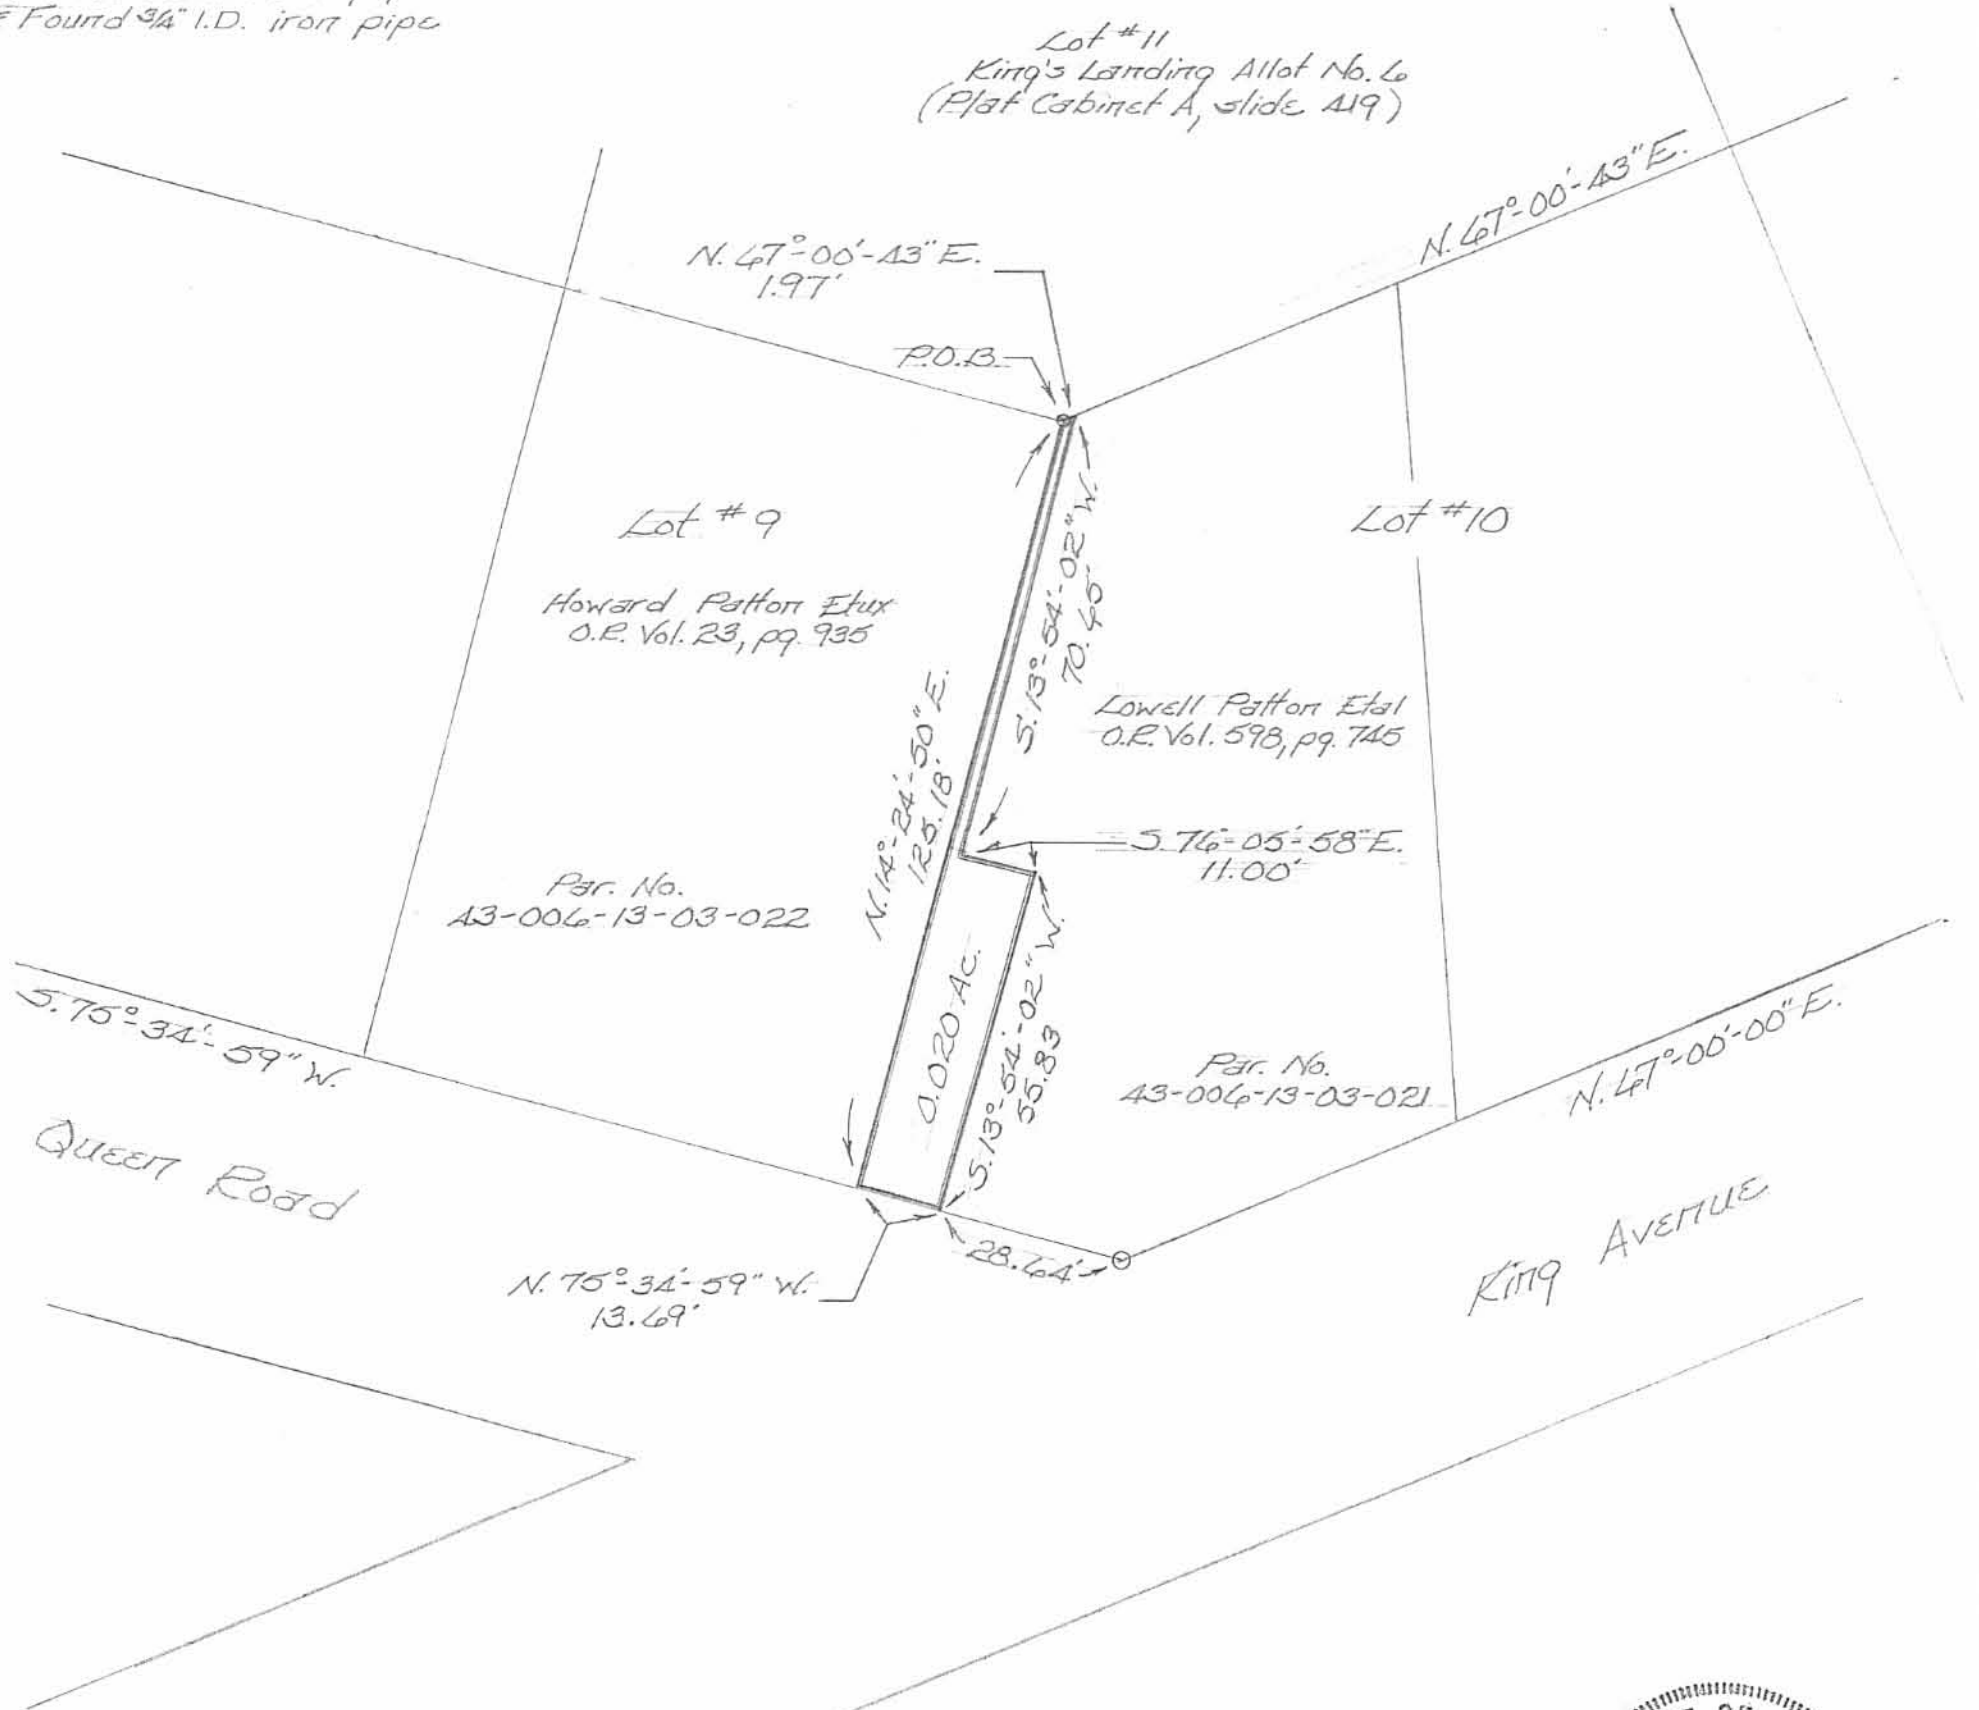 = Found 3/4" I.D. iron pipe
Lot #11
King's Landing Allot No. 6
(Plat Cabinet A, slide 419)
N. 67°-00'-43" E.
N. 67°-00'-43" E.
1.97'
P.O.B.
Lot #9
Lot #10
Howard Patton Etux
O.R. Vol. 23, pg. 935
S. 13°-54'-02" W.
70.45'
Lowell Patton Etal
O.R. Vol. 598, pg. 745
N. 14°-24'-50" E.
125.18'
S. 76°-05'-58" E.
11.00'
Par. No.
43-006-13-03-022
0.020 Ac.
S. 13°-54'-02" W.
55.83
S. 75°-34'-59" W.
Par. No.
43-006-13-03-021
N. 67°-00'-00" E.
Queen Road
King Avenue
28.64'
N. 75°-34'-59" W.
13.69'